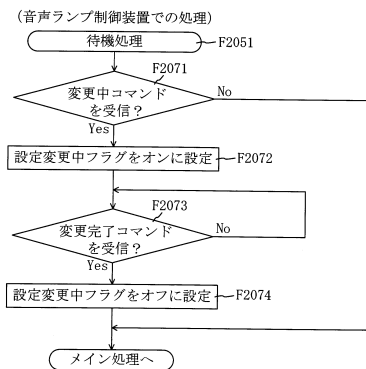 (音声ランプ制御装置での処理)
待機処理
F2051
F2071
変更中コマンド
を受信?
No
Yes
設定変更中フラグをオンに設定
F2072
F2073
変更完了コマンド
を受信?
No
Yes
設定変更中フラグをオフに設定
F2074
メイン処理へ